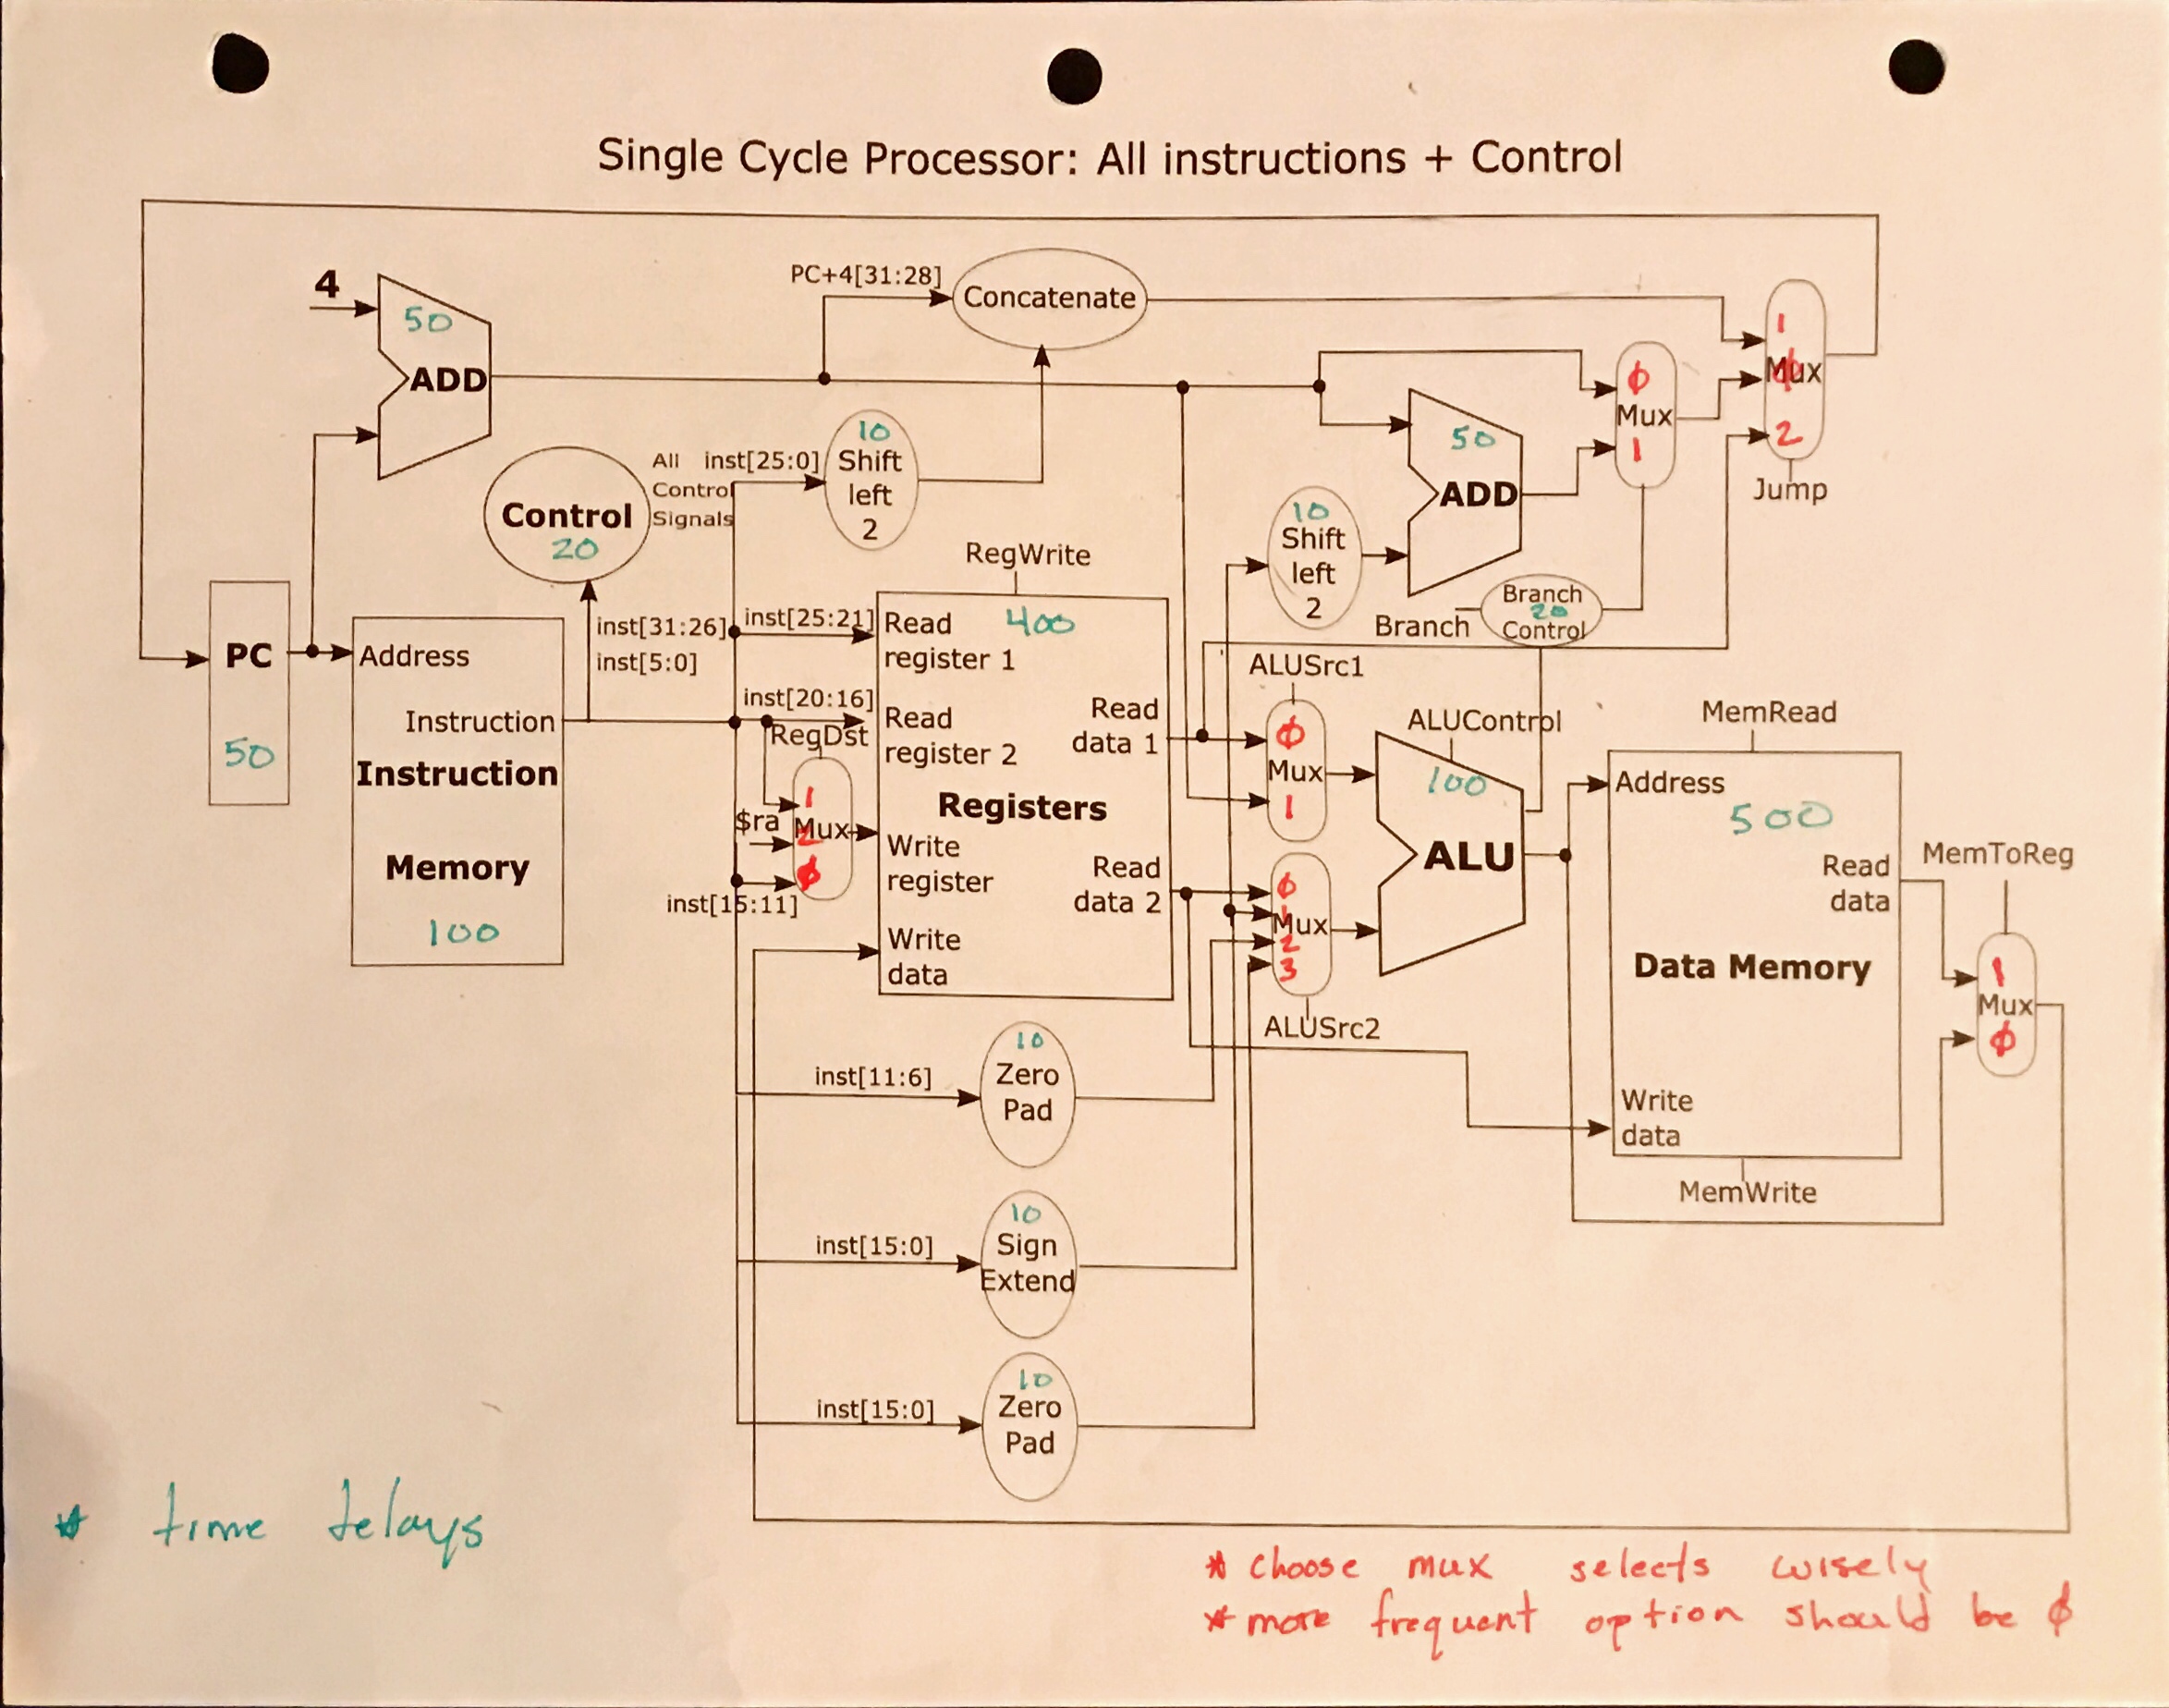 Single Cycle Processor: All instructions + Control
4
50
ADD
PC+4[31:28]
Concatenate
1
Mux
ϕ
2
Jump
ϕ
Mux
1
50
ADD
Control
20
All
Control
Signals
inst[25:0]
10
Shift
left
2
10
Shift
left
2
Branch
Branch
20
Control
RegWrite
PC
50
Address
Instruction
Instruction
Memory
100
inst[31:26]
inst[5:0]
inst[25:21]
inst[20:16]
RegDst
$ra
1
Mux
2
ϕ
inst[15:11]
Read
register 1
400
Read
register 2
Read
data 1
Registers
Write
register
Read
data 2
Write
data
ALUSrc1
ϕ
Mux
1
ϕ
1
Mux
2
3
ALUSrc2
ALUControl
100
ALU
MemRead
Address
500
Read
data
Data Memory
Write
data
MemWrite
MemToReg
1
Mux
ϕ
inst[11:6]
10
Zero
Pad
inst[15:0]
10
Sign
Extend
inst[15:0]
10
Zero
Pad
* time delays
* choose mux selects wisely
* more frequent option should be ϕ